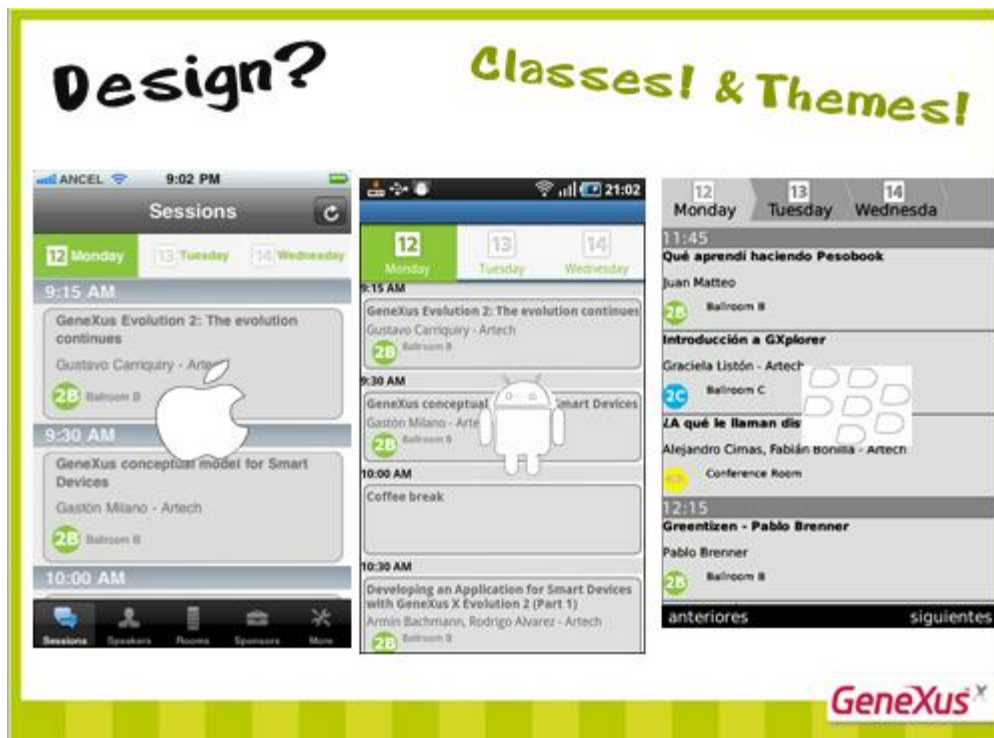 Design?
Classes! & Themes!
ANCEL 9:02 PM
Sessions
12 Monday 13 Tuesday 14 Wednesday
9:15 AM
GeneXus Evolution 2: The evolution
continues
Gustavo Carriquiry - Artech
2B Ballroom B
9:30 AM
GeneXus conceptual model for Smart
Devices
Gastón Milano - Artech
2B Ballroom B
10:00 AM
Sessions Speakers Rooms Sponsors More
21:02
12 13 14
Monday Tuesday Wednesday
9:15 AM
GeneXus Evolution 2: The evolution continues
Gustavo Carriquiry - Artech
2B Ballroom B
9:30 AM
GeneXus conceptual Smart Devices
Gastón Milano - Arte
2B Ballroom B
10:00 AM
Coffee break
10:30 AM
Developing an Application for Smart Devices
with GeneXus X Evolution 2 (Part 1)
Armin Bachmann, Rodrigo Alvarez - Artech
2B Ballroom B
12 13 14
Monday Tuesday Wednesda
11:45
Qué aprendí haciendo Pesobook
Juan Matteo
2B Ballroom B
Introducción a GXplorer
Graciela Listón - Artech
2C Ballroom C
¿A qué le llaman dis
Alejandro Cimas, Fabián Bonilla - Artech
Conference Room
12:15
Greentizen - Pablo Brenner
Pablo Brenner
2B Ballroom B
anteriores siguientes
GeneXus X